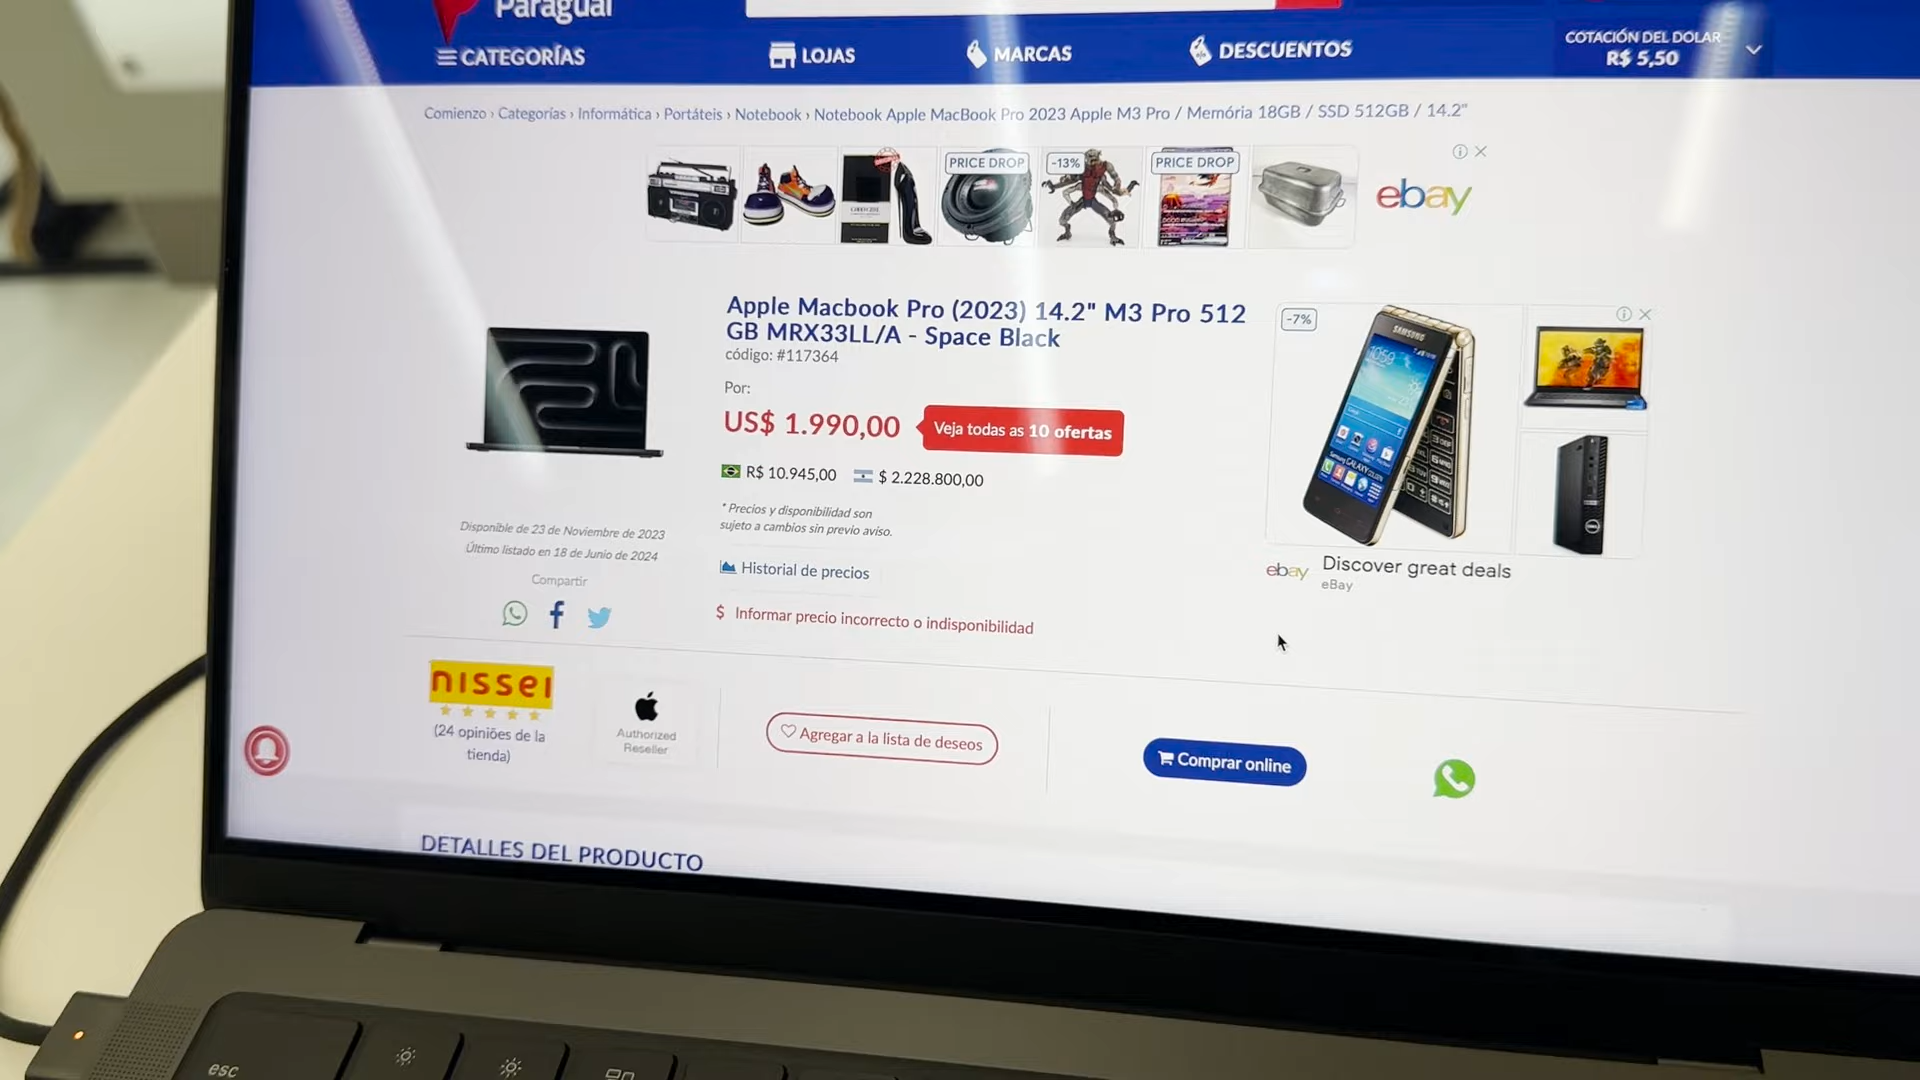 Paraguai
CATEGORÍAS
LOJAS
MARCAS
DESCUENTOS
COTACIÓN DEL DOLAR
R$ 5,50
Comienzo › Categorías › Informática › Portáteis › Notebook › Notebook Apple MacBook Pro 2023 Apple M3 Pro / Memória 18GB / SSD 512GB / 14.2"
PRICE DROP
-13%
PRICE DROP
ebay
Apple Macbook Pro (2023) 14.2" M3 Pro 512
GB MRX33LL/A - Space Black
código: #117364
Por:
US$ 1.990,00
Veja todas as 10 ofertas
R$ 10.945,00
$ 2.228.800,00
* Precios y disponibilidad son
sujeto a cambios sin previo aviso.
Historial de precios
$ Informar precio incorrecto o indisponibilidad
Disponible de 23 de Noviembre de 2023
Último listado en 18 de Junio de 2024
Compartir
-7%
SAMSUNG
10:59
DELL
ebay
Discover great deals
eBay
nissei
(24 opiniões de la
tienda)
Authorized
Reseller
Agregar a la lista de deseos
Comprar online
DETALLES DEL PRODUCTO
esc